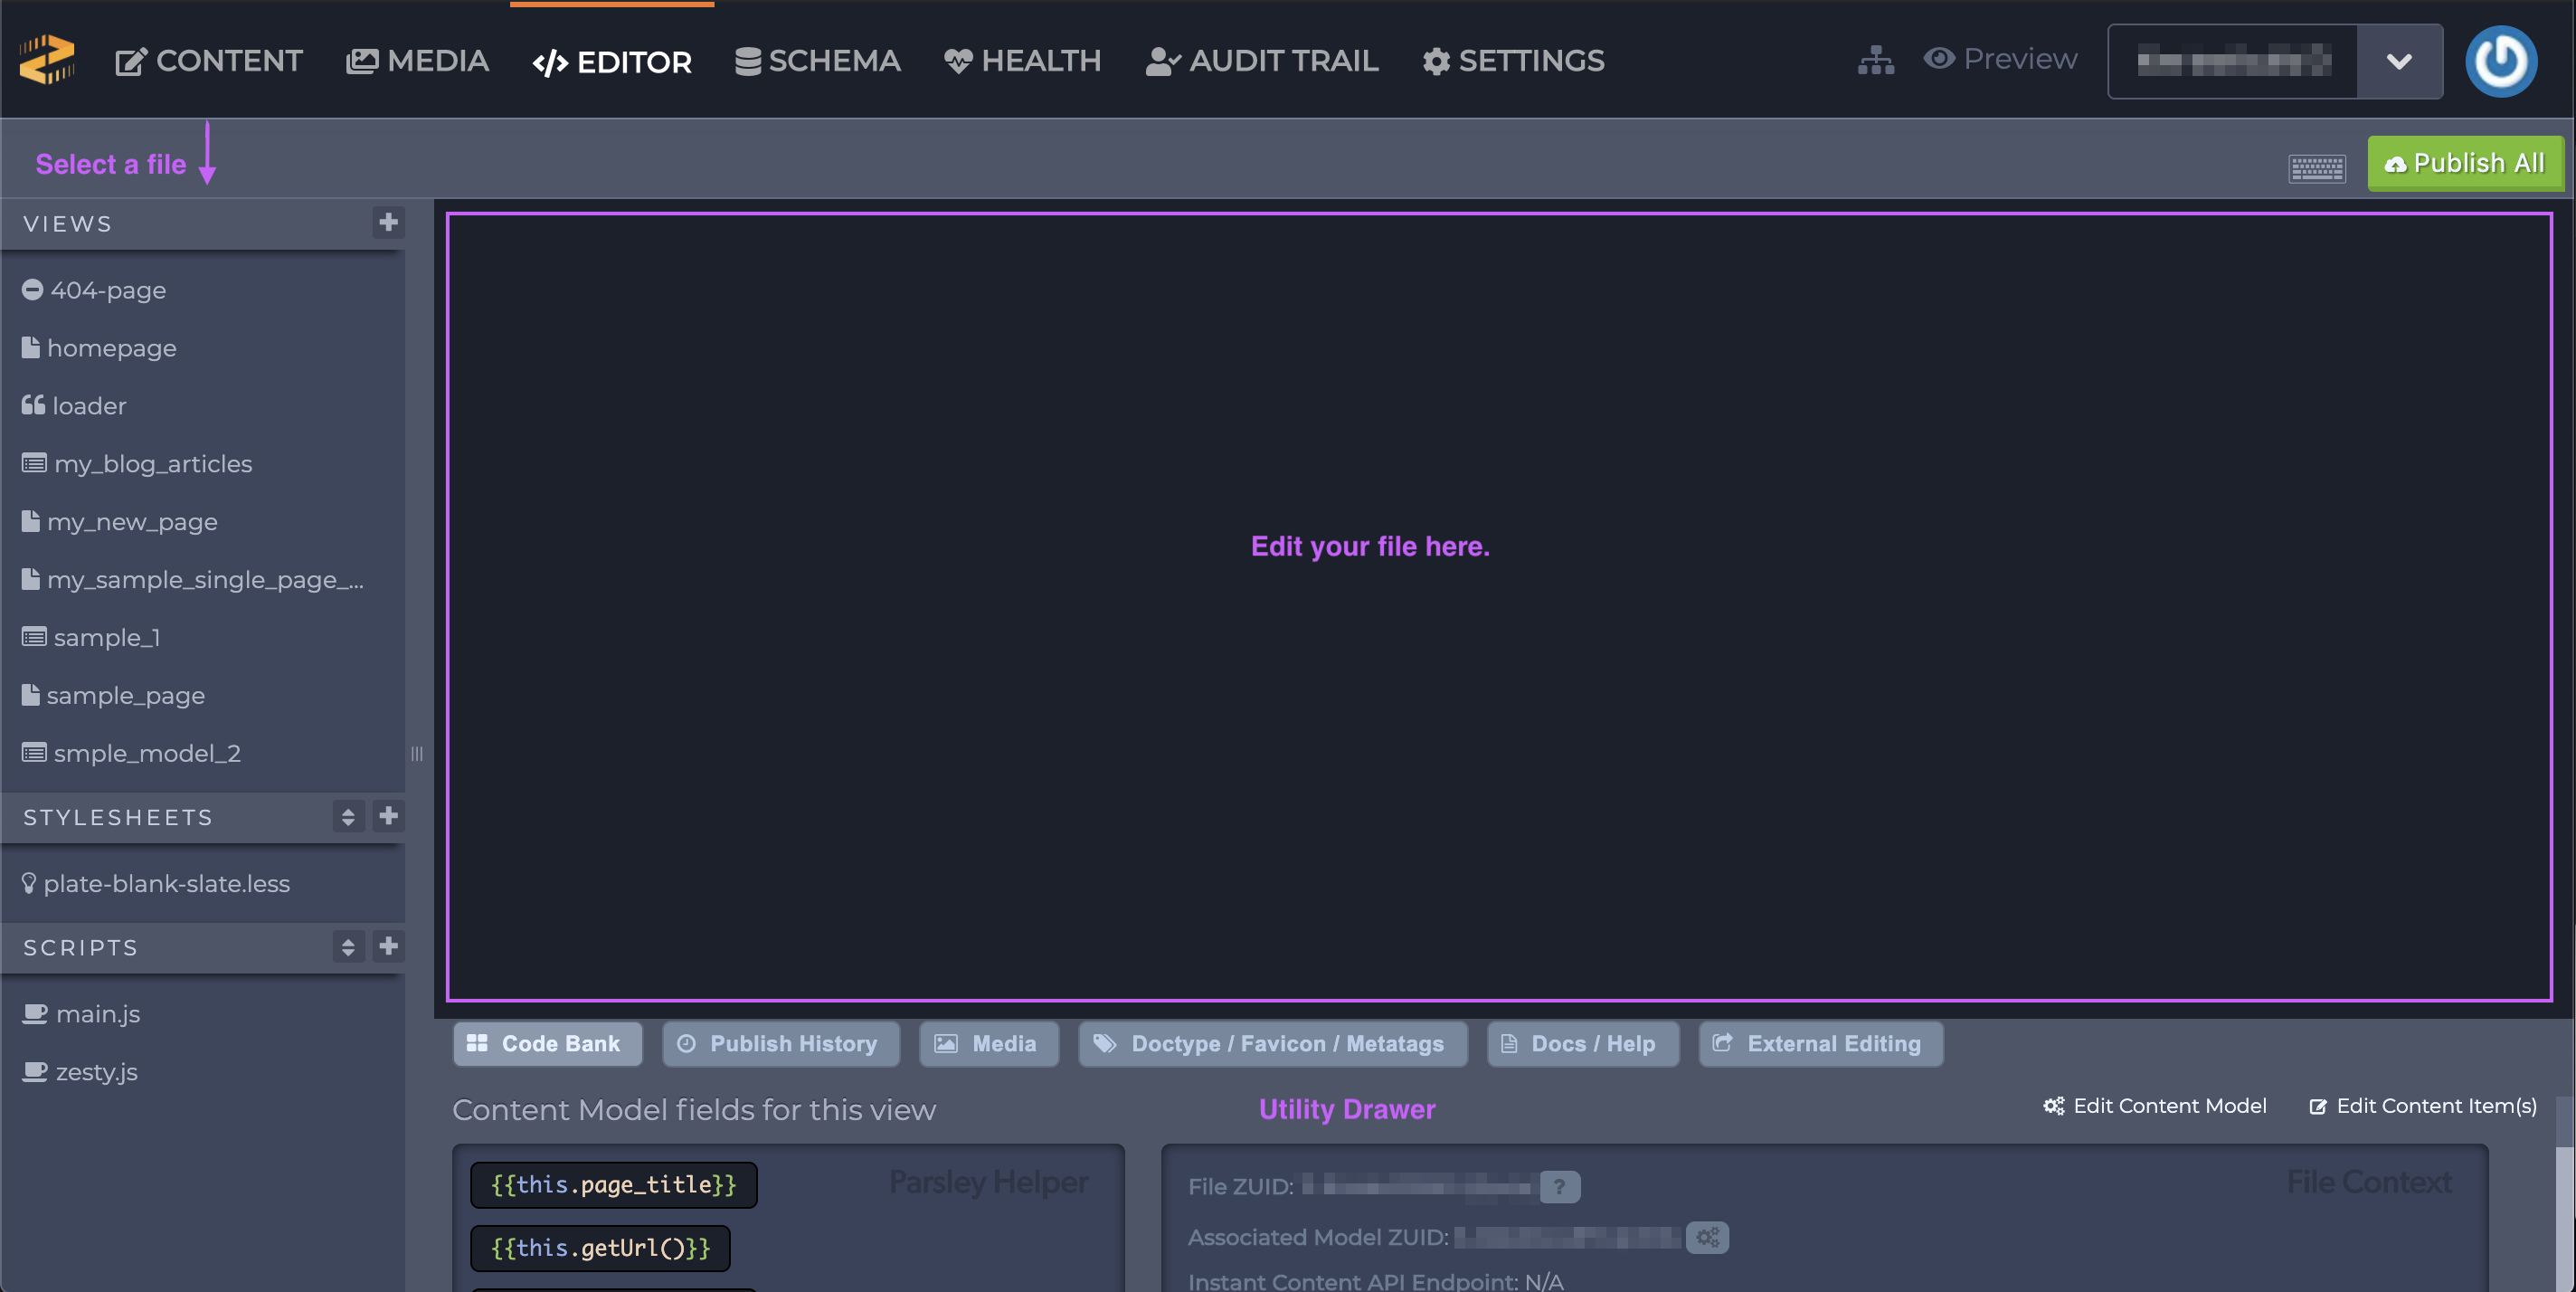 CONTENT MEDIA </> EDITOR SCHEMA HEALTH AUDIT TRAIL SETTINGS Preview
Select a file Publish All
VIEWS
404-page
homepage
loader
my_blog_articles
my_new_page
my_sample_single_page_...
sample_1
sample_page
smple_model_2
STYLESHEETS
plate-blank-slate.less
SCRIPTS
main.js
zesty.js
Edit your file here.
Code Bank Publish History Media Doctype / Favicon / Metatags Docs / Help External Editing
Content Model fields for this view Utility Drawer Edit Content Model Edit Content Item(s)
{{this.page_title}} Parsley Helper
{{this.getUrl()}}
File ZUID: ? File Context
Associated Model ZUID:
Instant Content API Endpoint: N/A